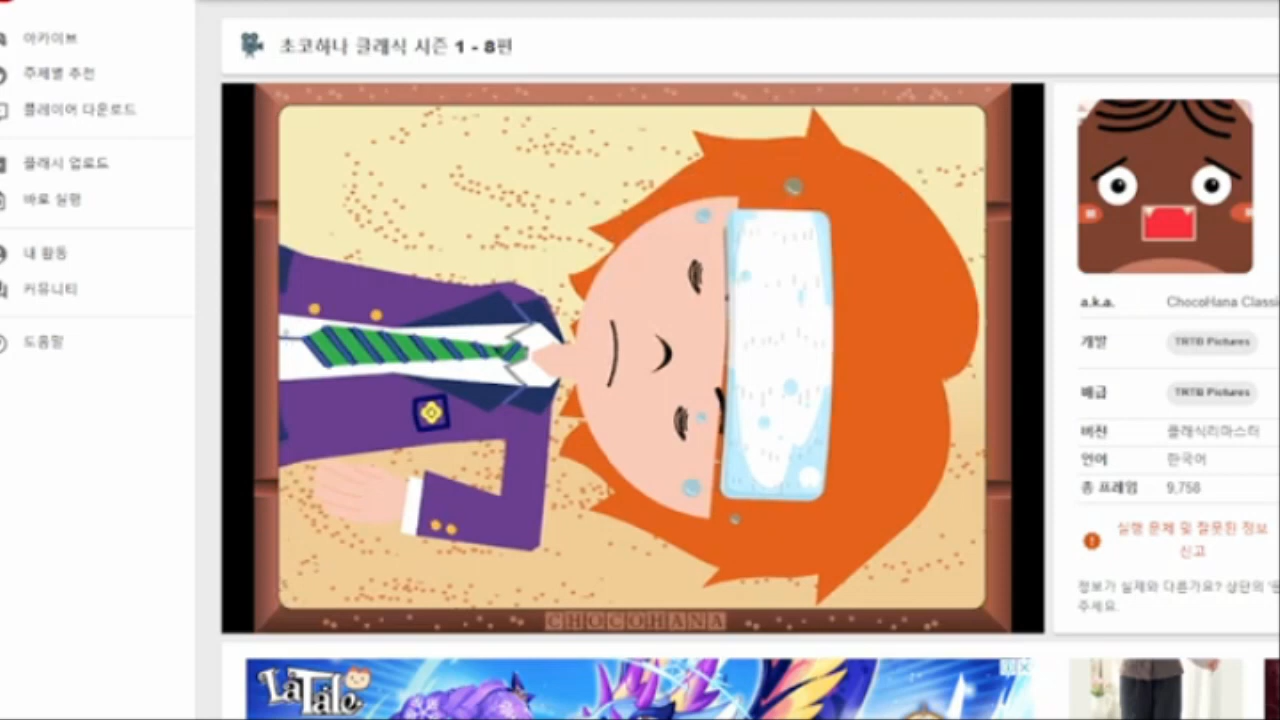 아카이브
주제별 추천
플레이어 다운로드
플래시 업로드
바로 실행
내 활동
커뮤니티
도움말
초코하나 클래식 시즌 1 - 8편
CHOCOHANA
a.k.a. ChocoHana Classi
개발 TRTB Pictures
배급 TRTB Pictures
버전 클래식리마스터
언어 한국어
총 프레임 9,758
실행 문제 및 잘못된 정보
신고
정보가 실제와 다른가요? 상단의
주세요.
LaTale